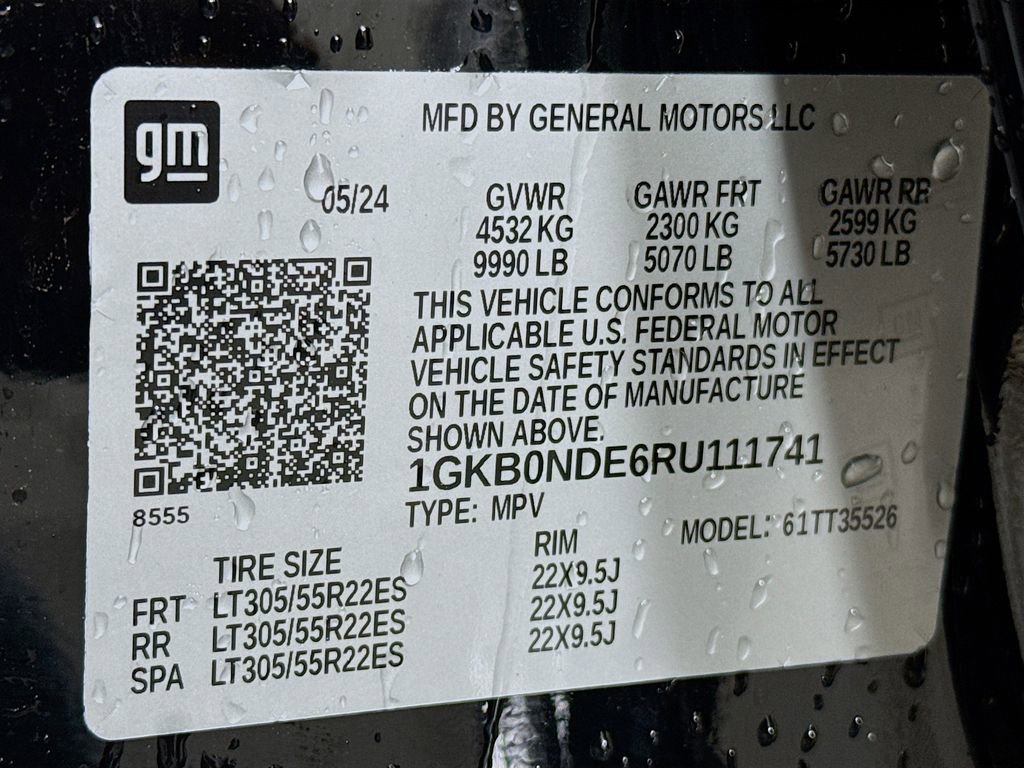 gm
MFD BY GENERAL MOTORS LLC
05/24 GVWR GAWR FRT GAWR RR
4532 KG 2300 KG 2599 KG
9990 LB 5070 LB 5730 LB
THIS VEHICLE CONFORMS TO ALL
APPLICABLE U.S. FEDERAL MOTOR
VEHICLE SAFETY STANDARDS IN EFFECT
ON THE DATE OF MANUFACTURE
SHOWN ABOVE.
1GKB0NDE6RU111741
8555
TYPE: MPV MODEL: 61TT35526
TIRE SIZE RIM
FRT LT305/55R22ES 22X9.5J
RR LT305/55R22ES 22X9.5J
SPA LT305/55R22ES 22X9.5J